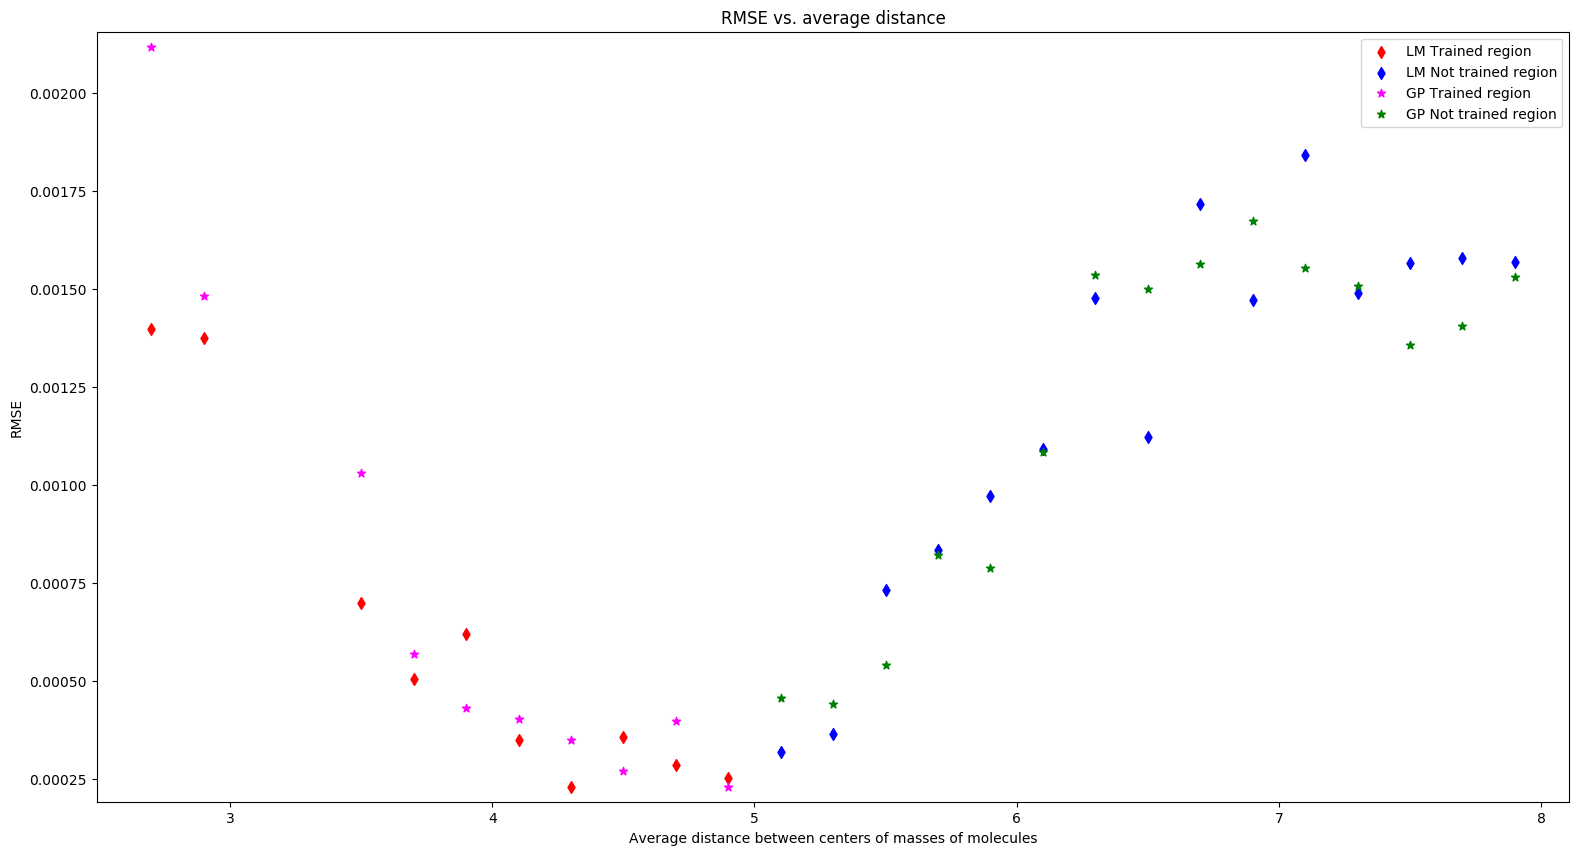 RMSE vs. average distance
LM Trained region
LM Not trained region
GP Trained region
GP Not trained region
0.00200
0.00175
0.00150
0.00125
0.00100
0.00075
0.00050
0.00025
RMSE
3 4 5 6 7 8
Average distance between centers of masses of molecules